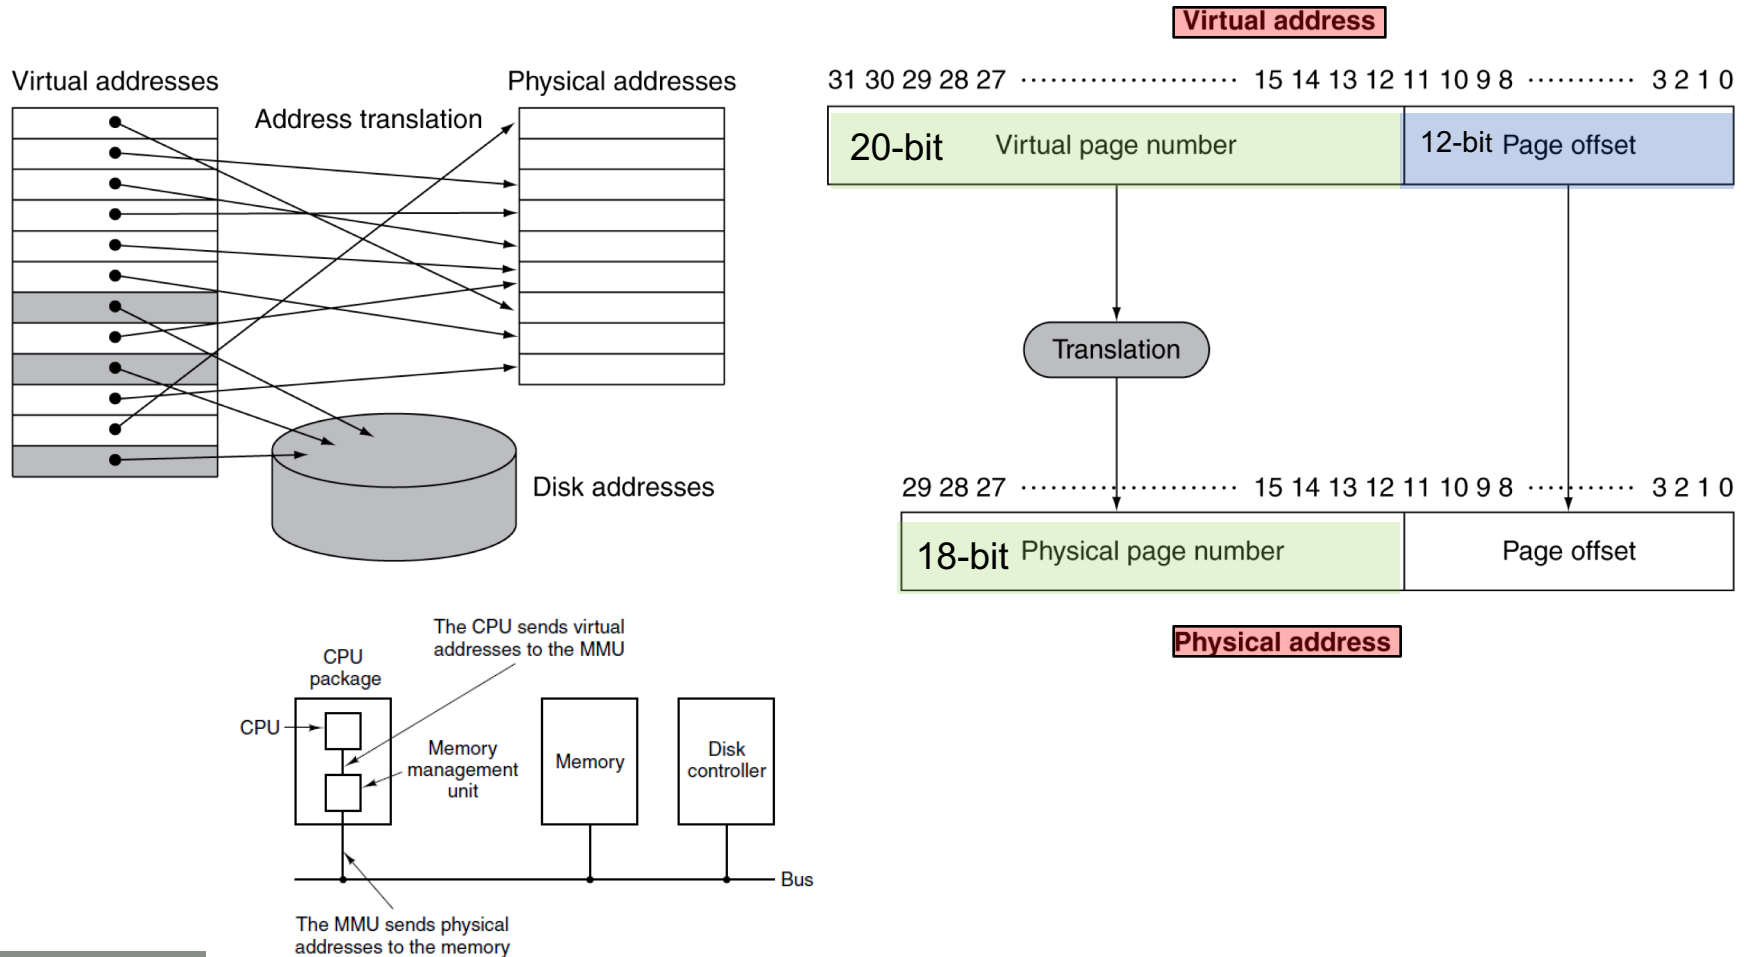 Virtual addresses
Physical addresses
Address translation
Disk addresses
Virtual address
31 30 29 28 27 ······················ 15 14 13 12 11 10 9 8 ··········· 3 2 1 0
20-bit Virtual page number 12-bit Page offset
Translation
29 28 27 ······················ 15 14 13 12 11 10 9 8 ··········· 3 2 1 0
18-bit Physical page number Page offset
Physical address
The CPU sends virtual
addresses to the MMU
CPU
package
CPU
Memory
management
unit
Memory
Disk
controller
Bus
The MMU sends physical
addresses to the memory